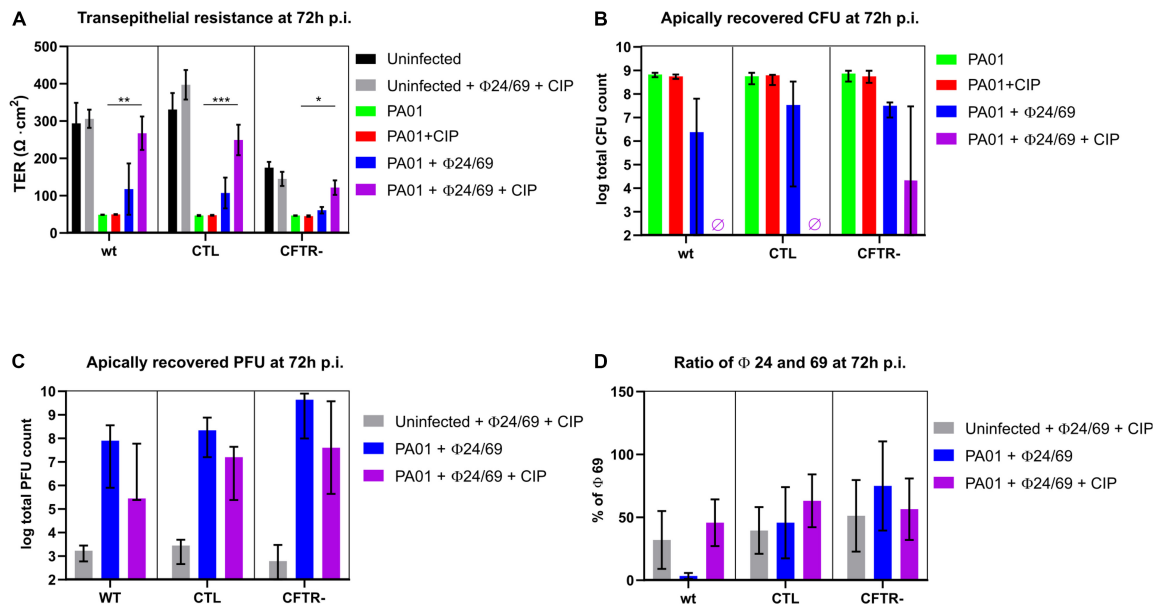 A
Transepithelial resistance at 72h p.i.
TER (Ω · cm²)
500
400
300
200
100
0
**
***
*
wt
CTL
CFTR-
Uninfected
Uninfected + Φ24/69 + CIP
PA01
PA01+CIP
PA01 + Φ24/69
PA01 + Φ24/69 + CIP
B
Apically recovered CFU at 72h p.i.
log total CFU count
10
9
8
7
6
5
4
3
2
∅
∅
wt
CTL
CFTR-
PA01
PA01+CIP
PA01 + Φ24/69
PA01 + Φ24/69 + CIP
C
Apically recovered PFU at 72h p.i.
log total PFU count
10
9
8
7
6
5
4
3
2
WT
CTL
CFTR-
Uninfected + Φ24/69 + CIP
PA01 + Φ24/69
PA01 + Φ24/69 + CIP
D
Ratio of Φ 24 and 69 at 72h p.i.
% of Φ 69
150
100
50
0
wt
CTL
CFTR-
Uninfected + Φ24/69 + CIP
PA01 + Φ24/69
PA01 + Φ24/69 + CIP